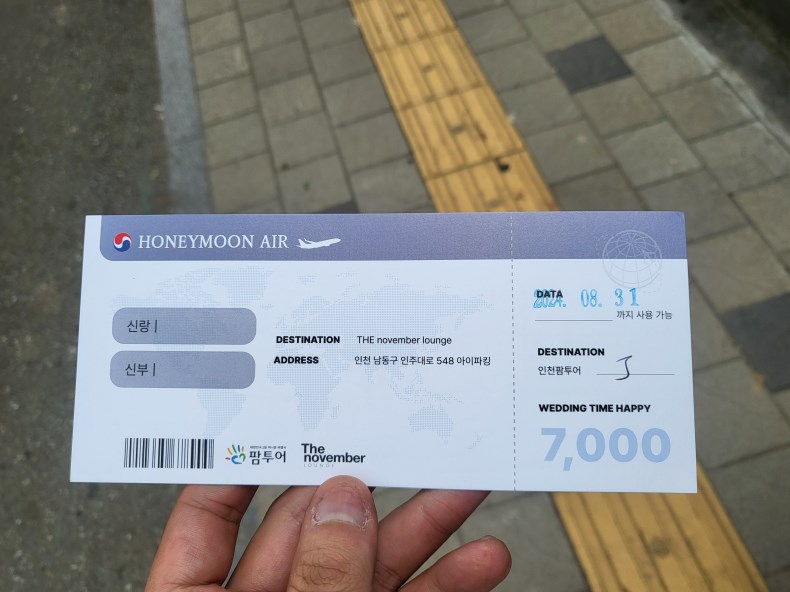 HONEYMOON AIR
신랑 |
신부 |
DESTINATION THE november lounge
ADDRESS 인천 남동구 인주대로 548 아이파킹
팜투어
The
november
LOUNGE
DATA
2024. 08. 31
까지 사용 가능
DESTINATION
인천팜투어
WEDDING TIME HAPPY
7,000